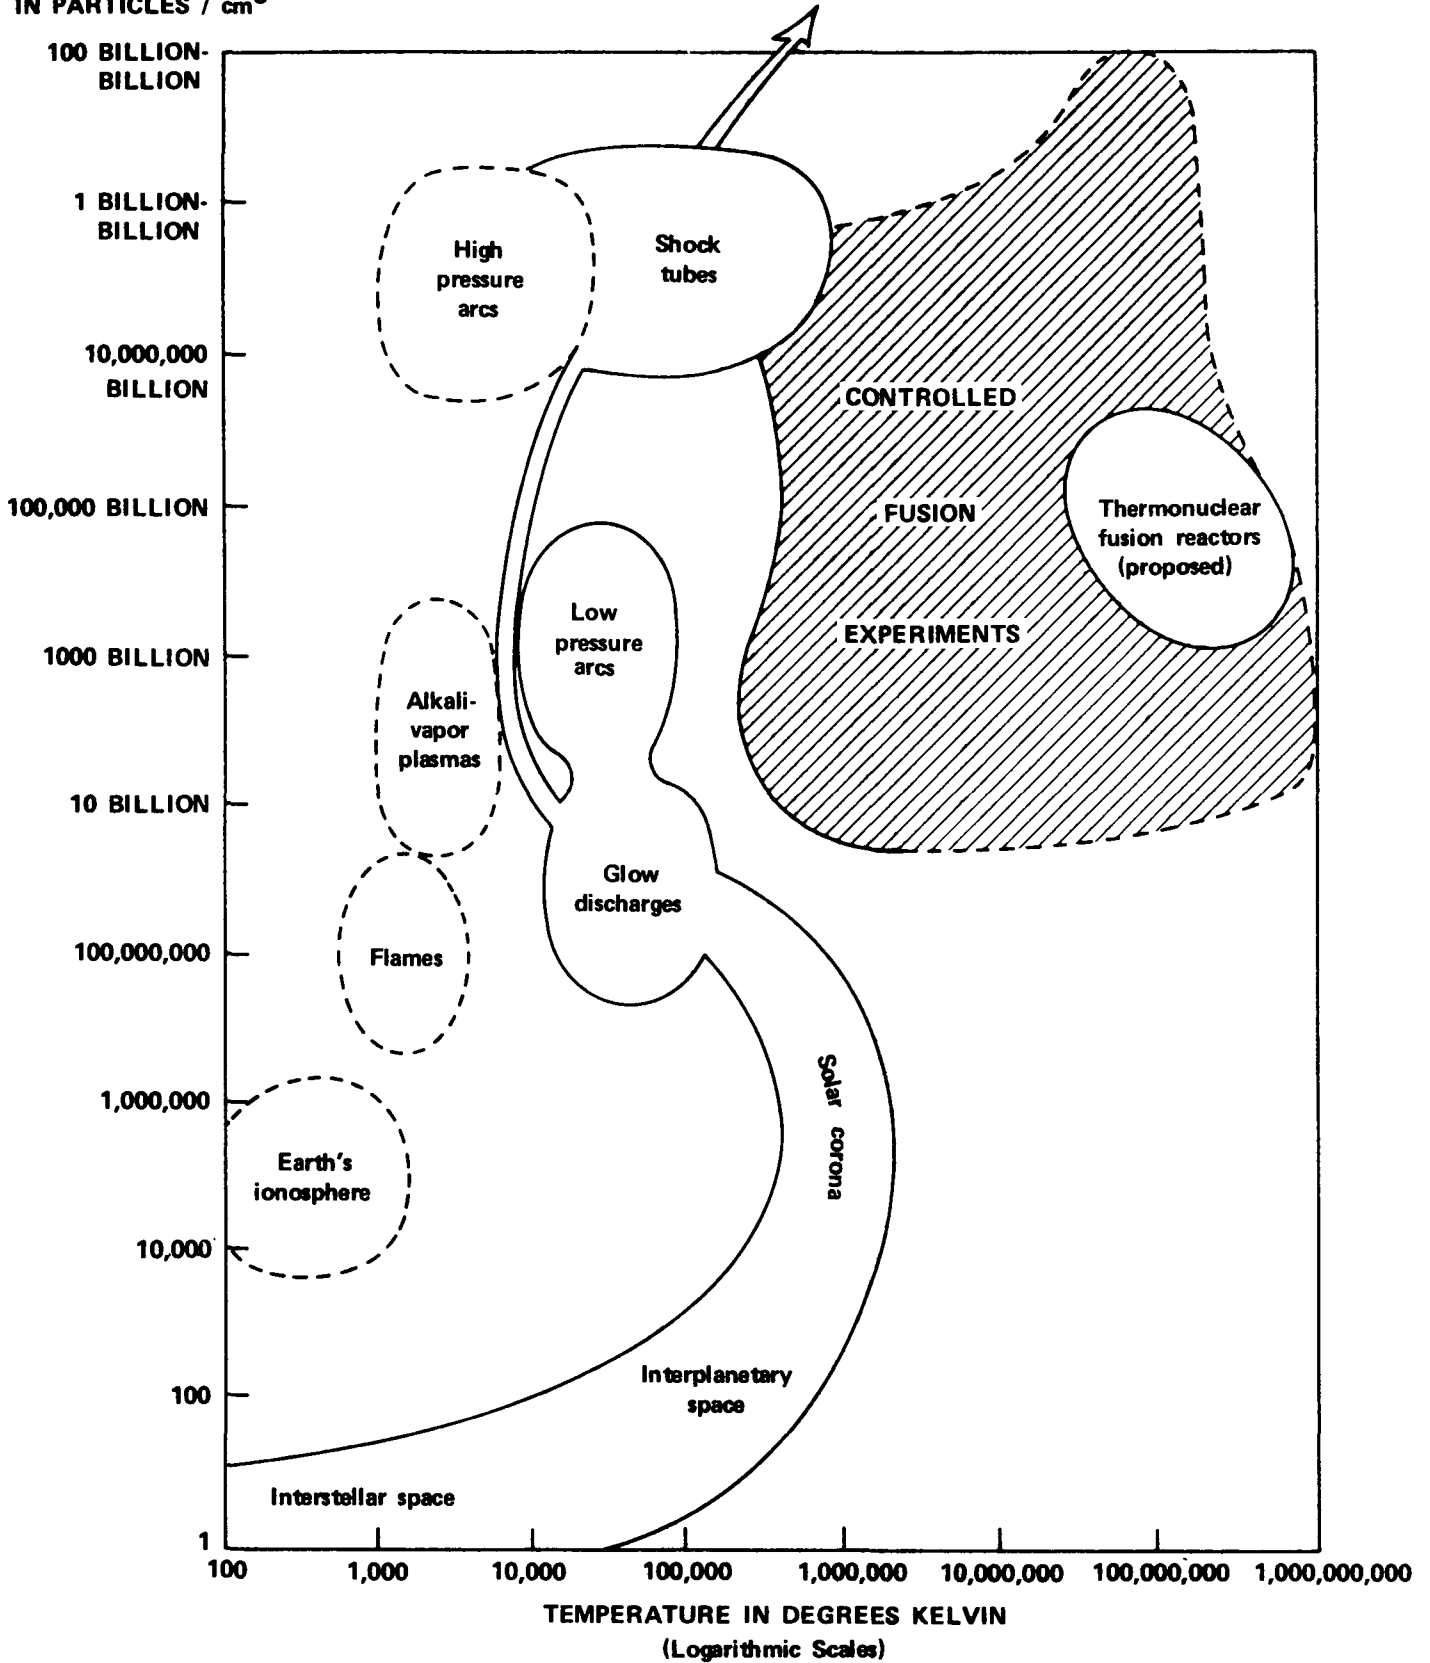 IN PARTICLES / cm³
100 BILLION-
BILLION
1 BILLION-
BILLION
High
pressure
arcs
Shock
tubes
10,000,000
BILLION
CONTROLLED
100,000 BILLION
FUSION
Thermonuclear
fusion reactors
(proposed)
Low
pressure
arcs
EXPERIMENTS
1000 BILLION
Alkali-
vapor
plasmas
10 BILLION
Glow
discharges
100,000,000
Flames
Solar corona
1,000,000
Earth's
ionosphere
10,000
Interplanetary
space
100
Interstellar space
1
100 1,000 10,000 100,000 1,000,000 10,000,000 100,000,000 1,000,000,000
TEMPERATURE IN DEGREES KELVIN
(Logarithmic Scales)